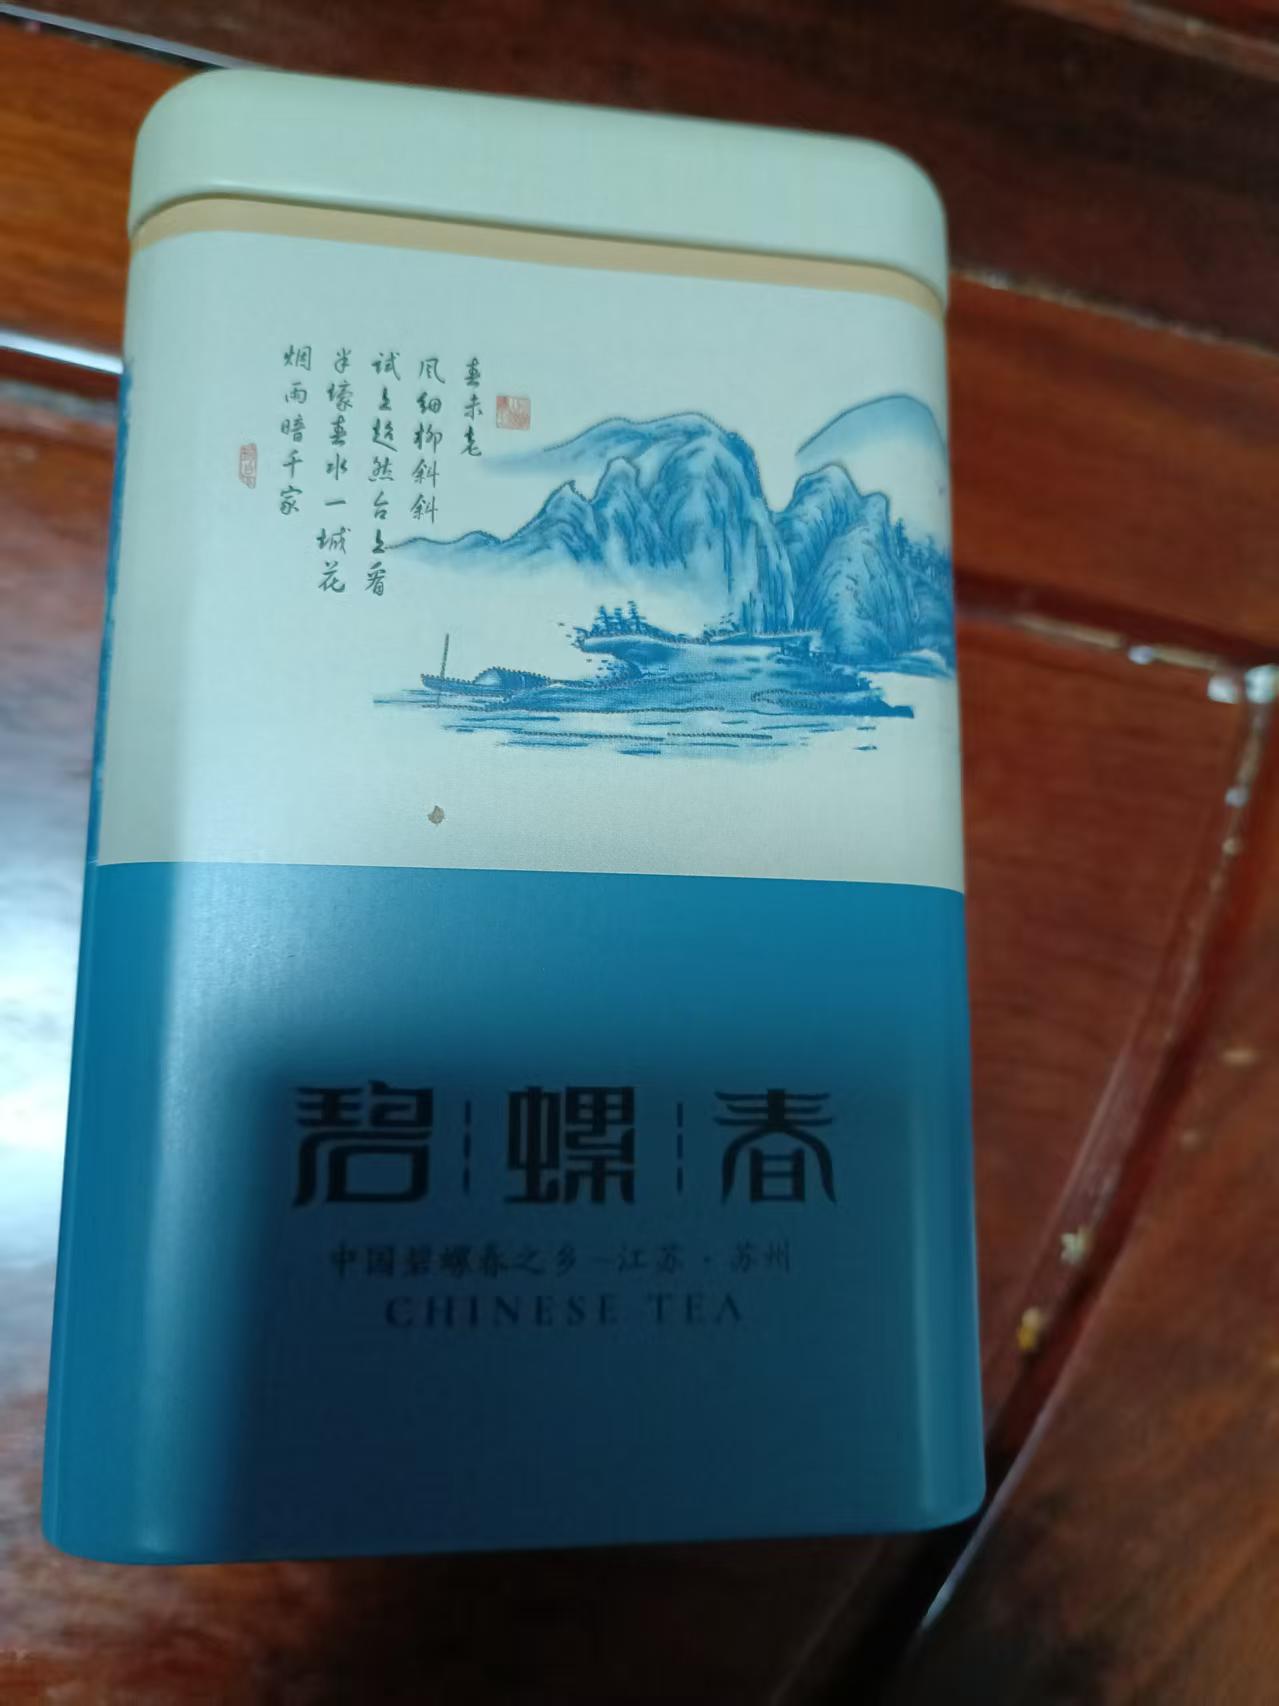 春未老
风细柳斜斜
试上超然台上看
半壕春水一城花
烟雨暗千家
碧螺春
中国碧螺春之乡—江苏·苏州
CHINESE TEA